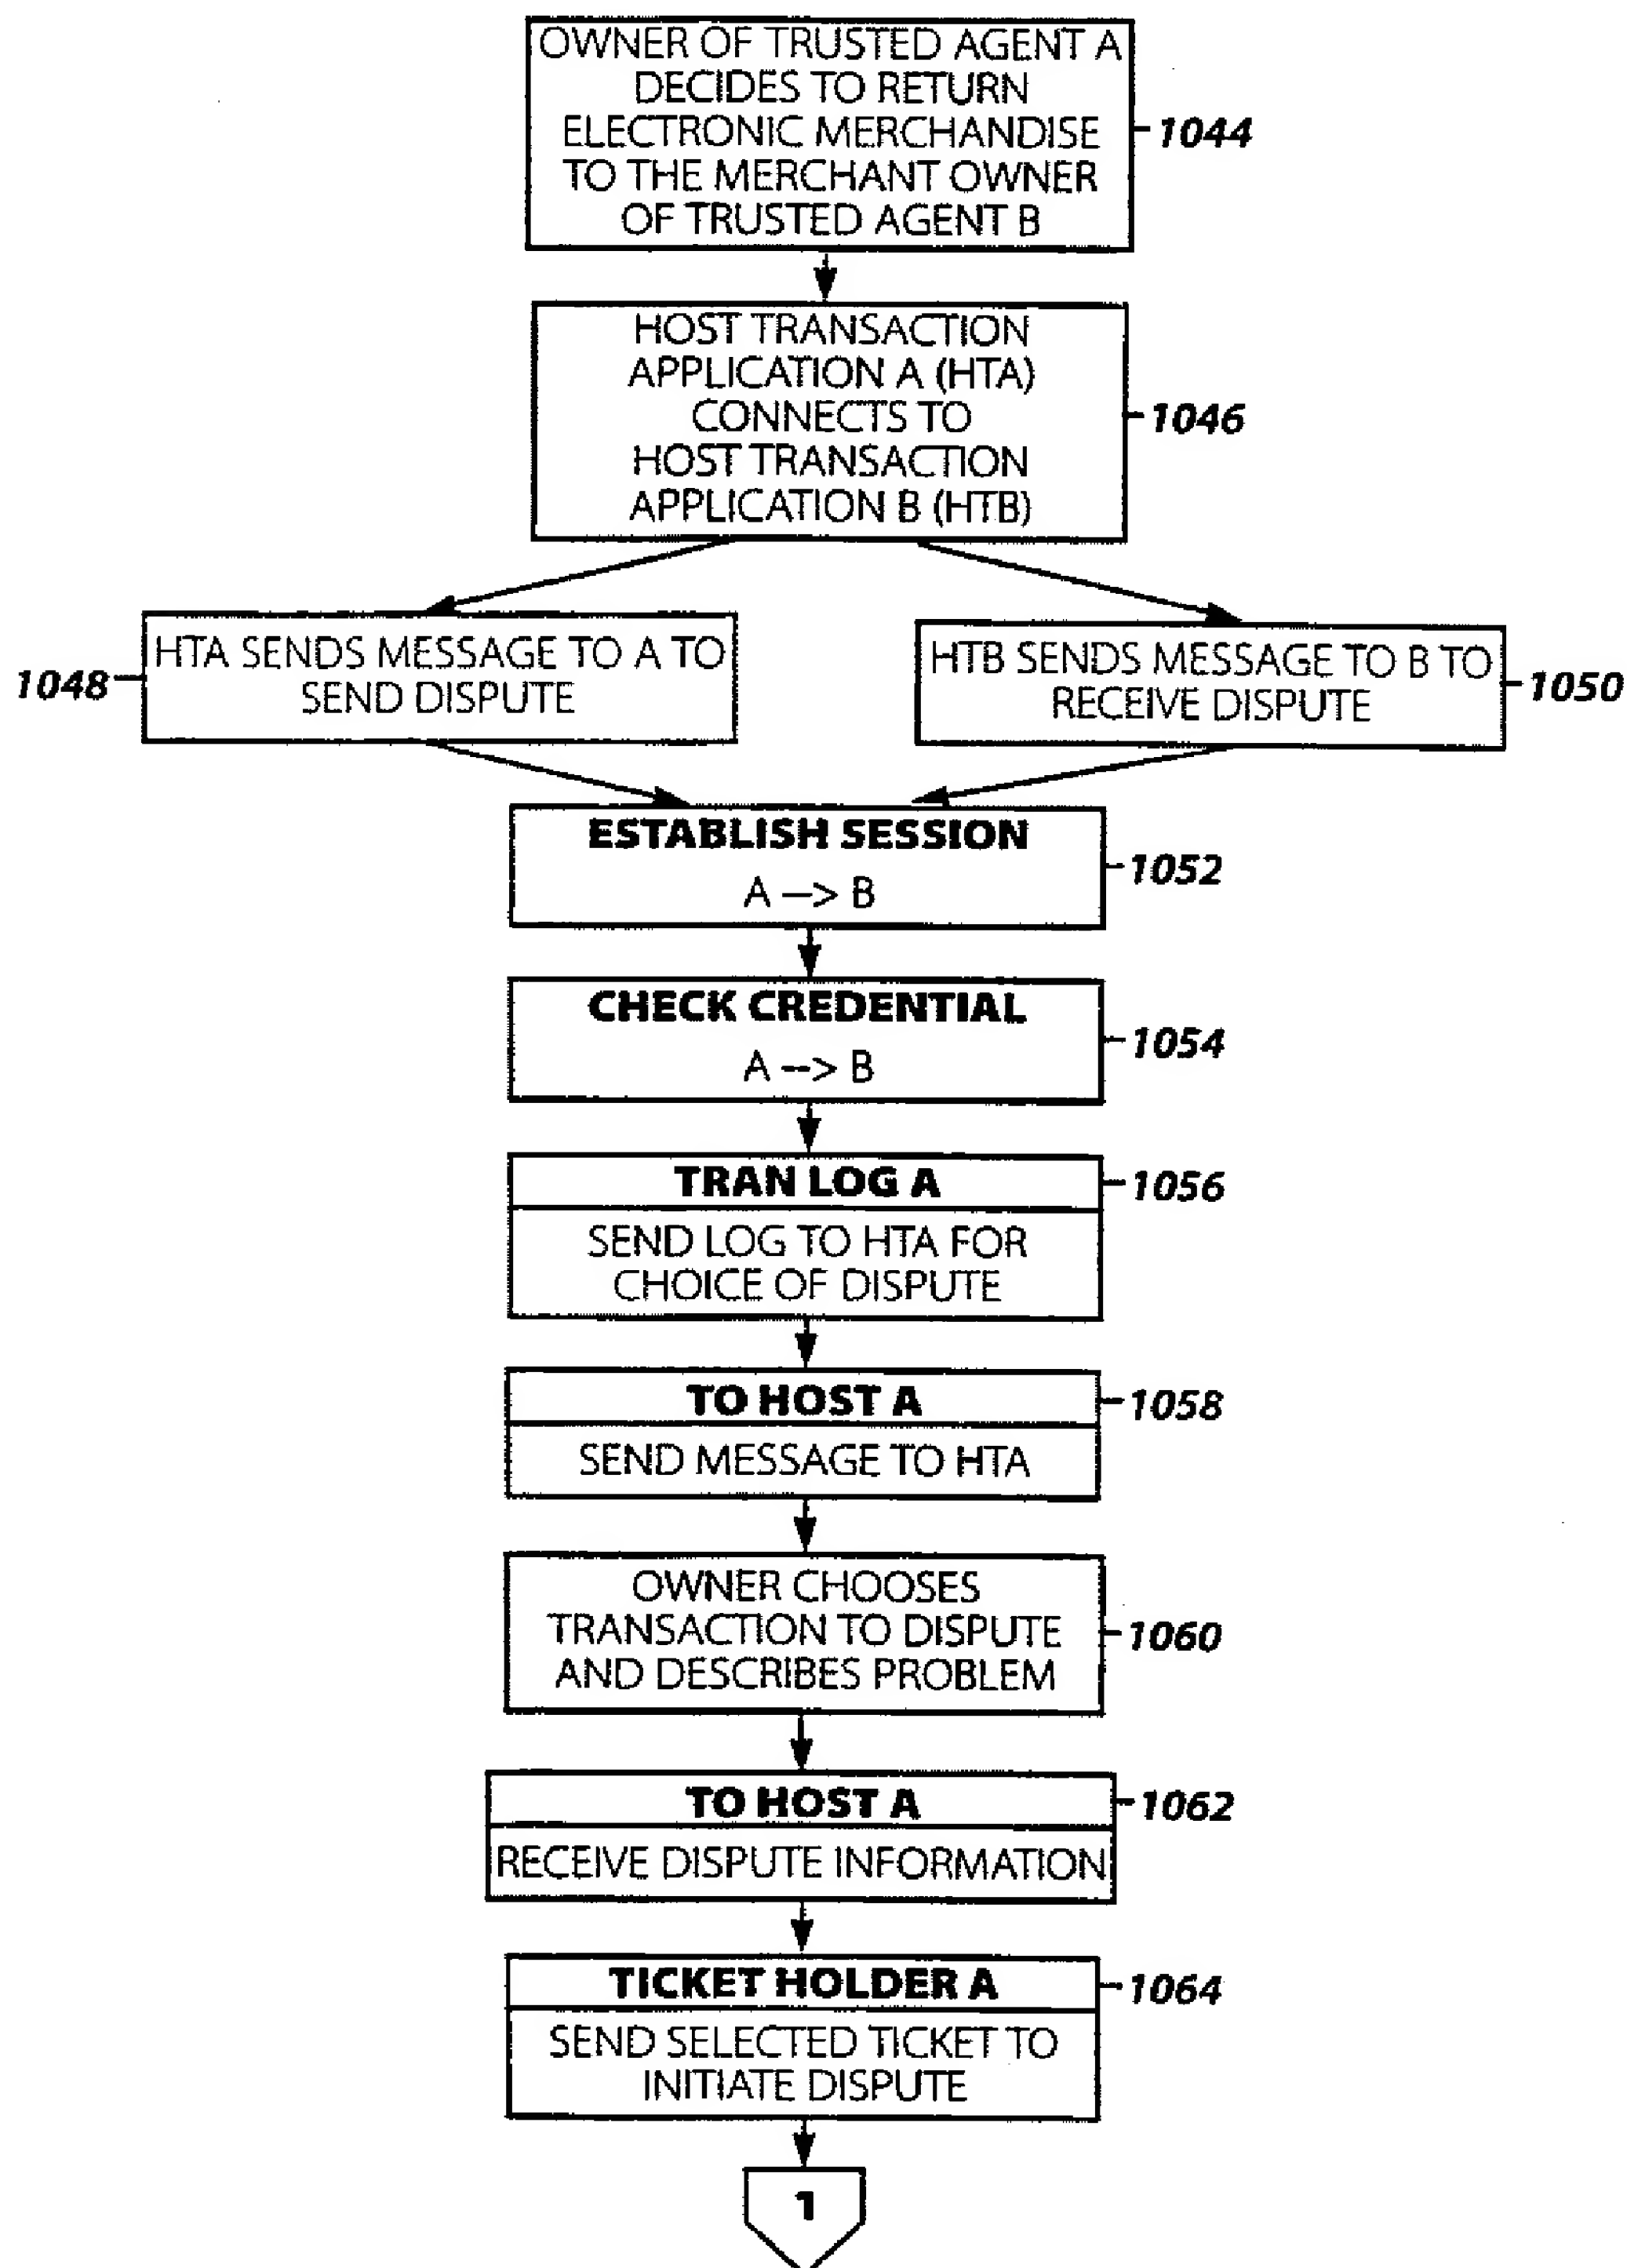 OWNER OF TRUSTED AGENT A
DECIDES TO RETURN
ELECTRONIC MERCHANDISE
TO THE MERCHANT OWNER
OF TRUSTED AGENT B
1044
HOST TRANSACTION
APPLICATION A (HTA)
CONNECTS TO
HOST TRANSACTION
APPLICATION B (HTB)
1046
1048
HTA SENDS MESSAGE TO A TO
SEND DISPUTE
HTB SENDS MESSAGE TO B TO
RECEIVE DISPUTE
1050
ESTABLISH SESSION
A —> B
1052
CHECK CREDENTIAL
A --> B
1054
TRAN LOG A
1056
SEND LOG TO HTA FOR
CHOICE OF DISPUTE
TO HOST A
1058
SEND MESSAGE TO HTA
OWNER CHOOSES
TRANSACTION TO DISPUTE
AND DESCRIBES PROBLEM
1060
TO HOST A
1062
RECEIVE DISPUTE INFORMATION
TICKET HOLDER A
1064
SEND SELECTED TICKET TO
INITIATE DISPUTE
1